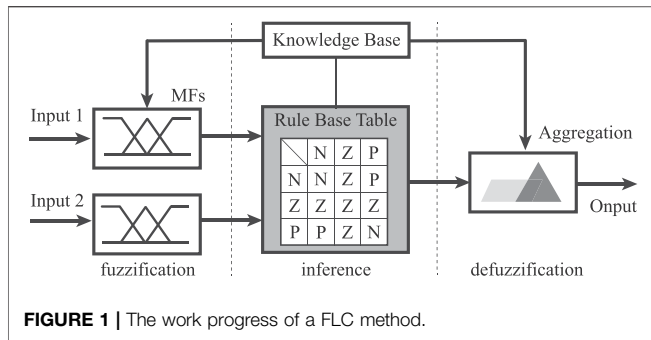 Knowledge Base
MFs
Input 1
Rule Base Table
Aggregation
N Z P
N N Z P
Z Z Z Z
P P Z N
Input 2
Onput
fuzzification
inference
defuzzification
FIGURE 1 | The work progress of a FLC method.